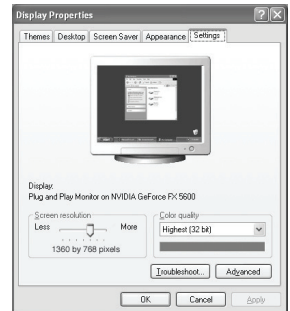 Display Properties
Themes Desktop Screen Saver Appearance Settings
Display:
Plug and Play Monitor on NVIDIA GeForce FX 5600
Screen resolution
Less More
1360 by 768 pixels
Color quality
Highest (32 bit)
Troubleshoot... Advanced
OK Cancel Apply